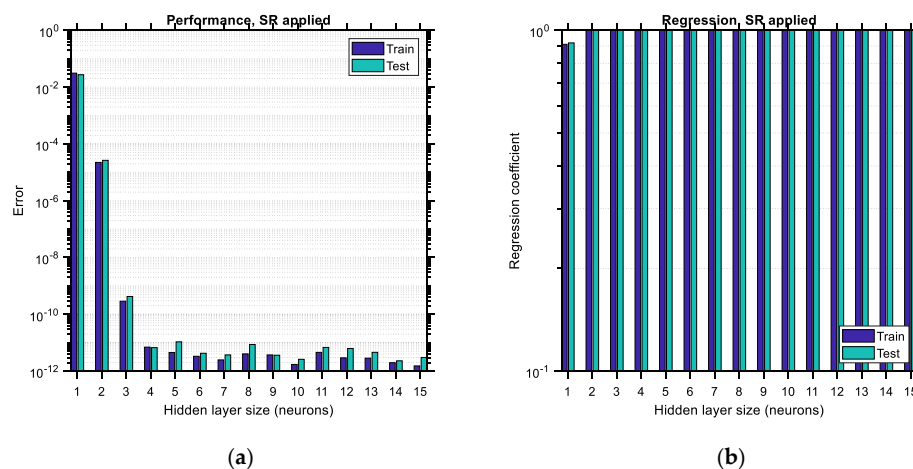 Performance, SR applied
10^0
10^-2
10^-4
10^-6
10^-8
10^-10
10^-12
Error
Train
Test
1 2 3 4 5 6 7 8 9 10 11 12 13 14 15
Hidden layer size (neurons)
(a)
Regression, SR applied
10^0
10^-1
Regression coefficient
Train
Test
1 2 3 4 5 6 7 8 9 10 11 12 13 14 15
Hidden layer size (neurons)
(b)